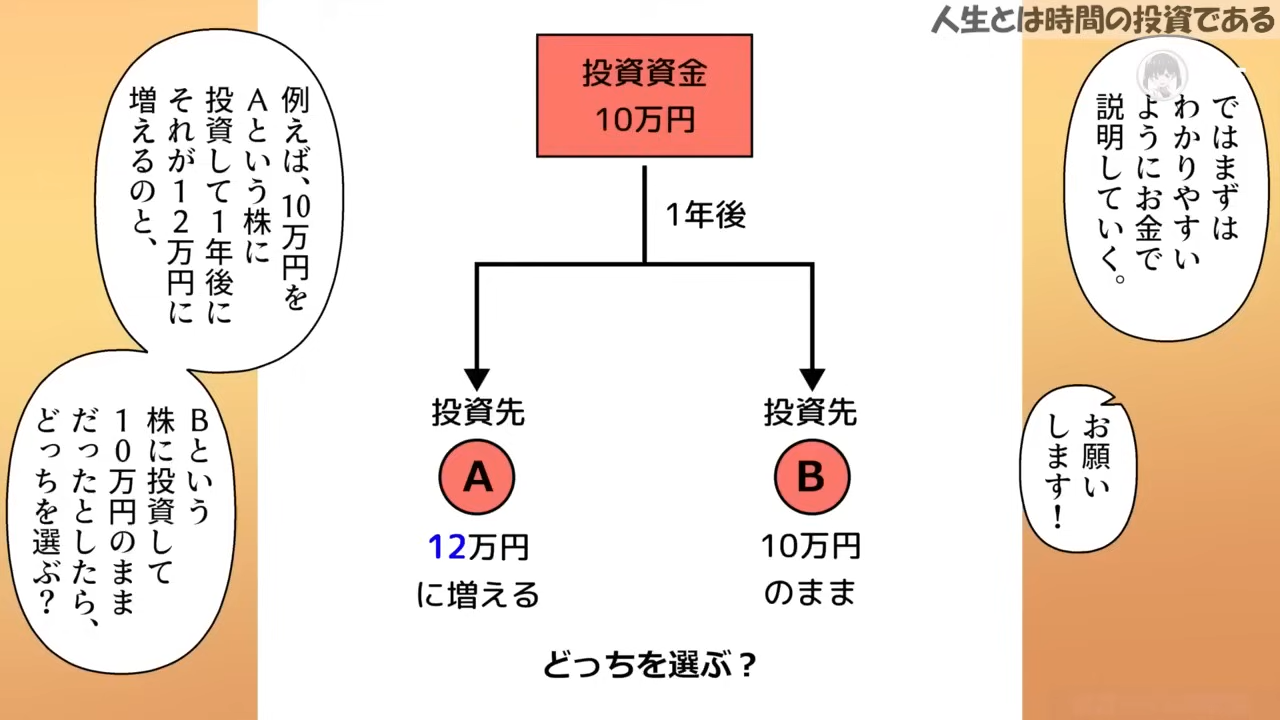 人生とは時間の投資である
ではまずは
わかりやすい
ようにお金で
説明していく。
お願い
します!
投資資金
10万円
1年後
投資先
A
12万円
に増える
投資先
B
10万円
のまま
どっちを選ぶ?
例えば、10万円を
Aという株に
投資して1年後に
それが12万円に
増えるのと、
Bという
株に投資して
10万円のまま
だったとしたら、
どっちを選ぶ?